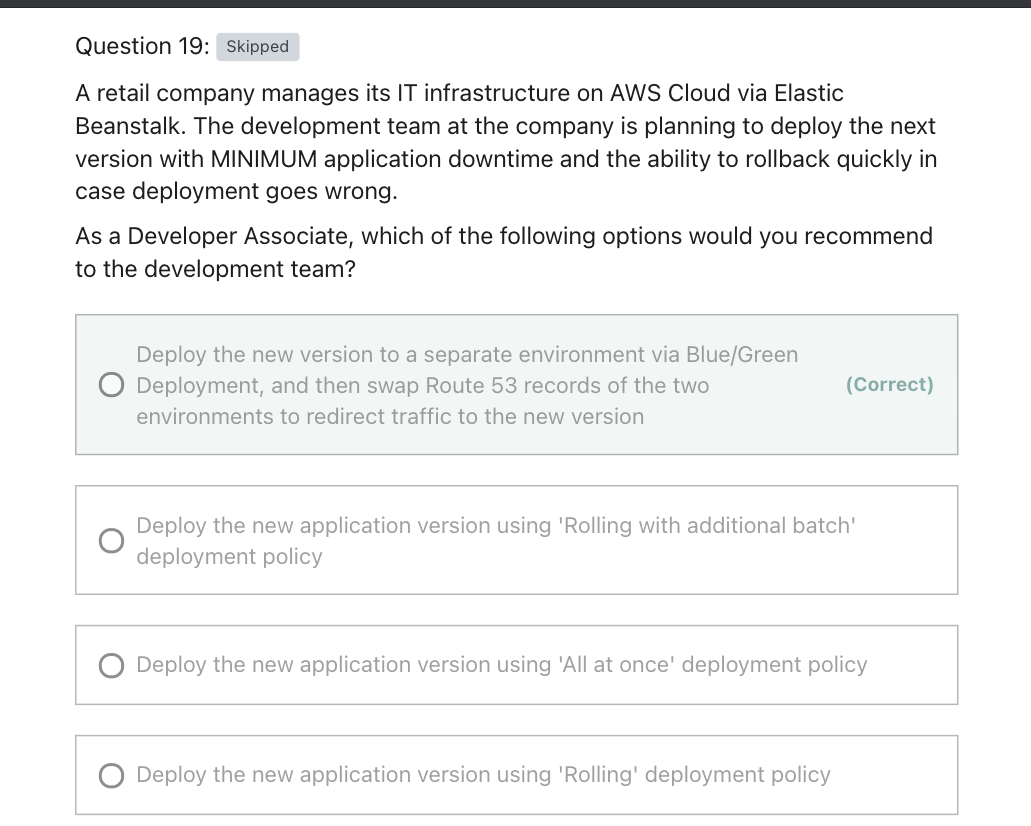 Question 19: Skipped
A retail company manages its IT infrastructure on AWS Cloud via Elastic
Beanstalk. The development team at the company is planning to deploy the next
version with MINIMUM application downtime and the ability to rollback quickly in
case deployment goes wrong.
As a Developer Associate, which of the following options would you recommend
to the development team?
Deploy the new version to a separate environment via Blue/Green
Deployment, and then swap Route 53 records of the two
environments to redirect traffic to the new version
(Correct)
Deploy the new application version using 'Rolling with additional batch'
deployment policy
Deploy the new application version using 'All at once' deployment policy
Deploy the new application version using 'Rolling' deployment policy